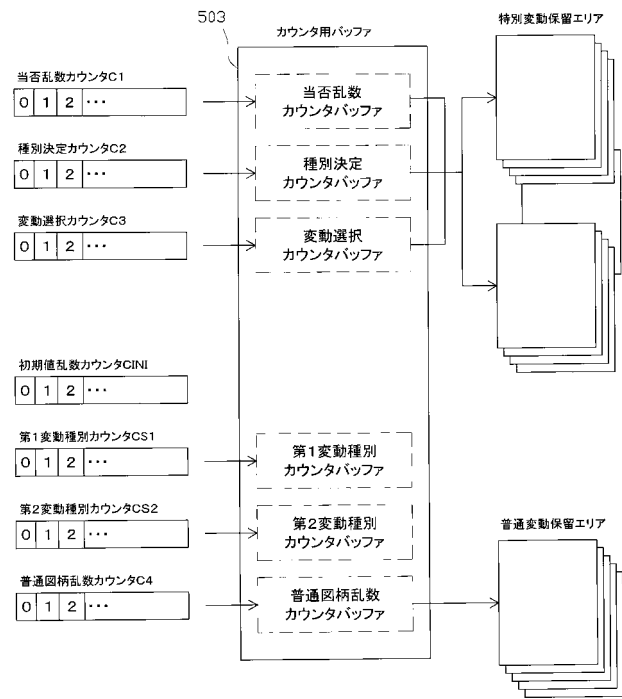 503
カウンタ用バッファ
特別変動保留エリア
当否乱数カウンタC1
0 1 2 ···
当否乱数
カウンタバッファ
種別決定カウンタC2
0 1 2 ···
種別決定
カウンタバッファ
変動選択カウンタC3
0 1 2 ···
変動選択
カウンタバッファ
初期値乱数カウンタCINI
0 1 2 ···
第1変動種別カウンタCS1
0 1 2 ···
第1変動種別
カウンタバッファ
第2変動種別カウンタCS2
0 1 2 ···
第2変動種別
カウンタバッファ
普通変動保留エリア
普通図柄乱数カウンタC4
0 1 2 ···
普通図柄乱数
カウンタバッファ